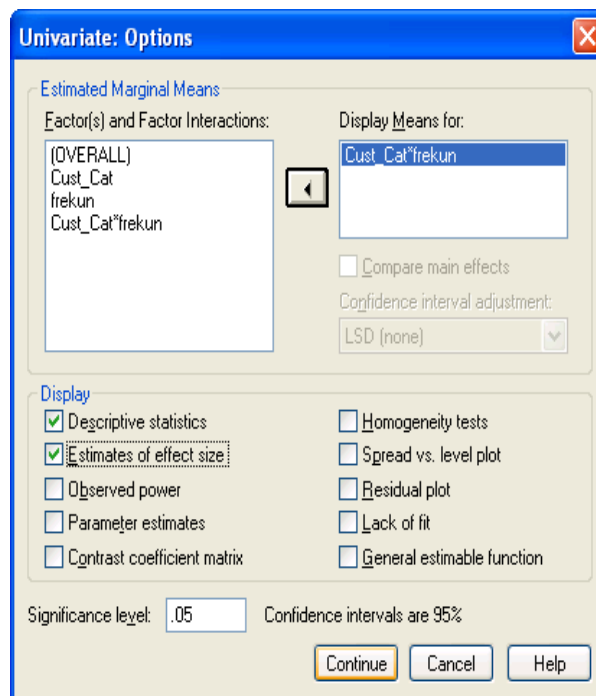 Univariate: Options
Estimated Marginal Means
Factor(s) and Factor Interactions:
(OVERALL)
Cust_Cat
frekun
Cust_Cat*frekun
Display Means for:
Cust_Cat*frekun
Compare main effects
Confidence interval adjustment:
LSD (none)
Display
Descriptive statistics
Estimates of effect size
Observed power
Parameter estimates
Contrast coefficient matrix
Homogeneity tests
Spread vs. level plot
Residual plot
Lack of fit
General estimable function
Significance level: .05 Confidence intervals are 95%
Continue Cancel Help